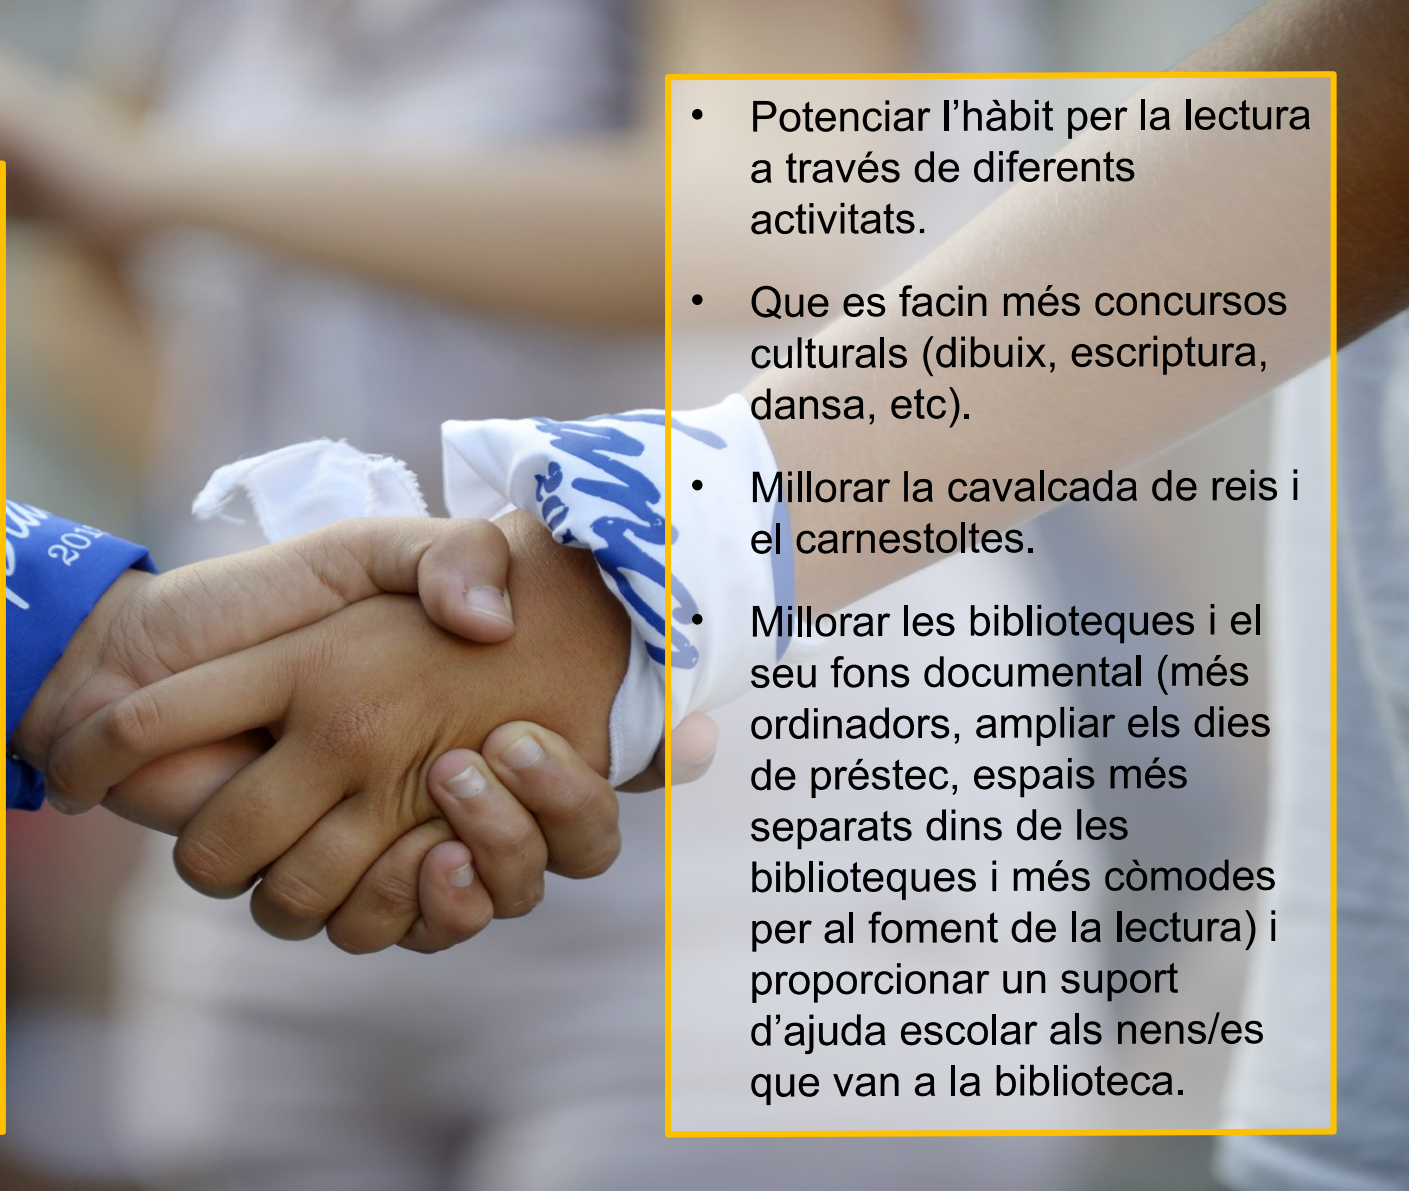 • Potenciar l’hàbit per la lectura
a través de diferents
activitats.
• Que es facin més concursos
culturals (dibuix, escriptura,
dansa, etc).
• Millorar la cavalcada de reis i
el carnestoltes.
• Millorar les biblioteques i el
seu fons documental (més
ordinadors, ampliar els dies
de préstec, espais més
separats dins de les
biblioteques i més còmodes
per al foment de la lectura) i
proporcionar un suport
d’ajuda escolar als nens/es
que van a la biblioteca.